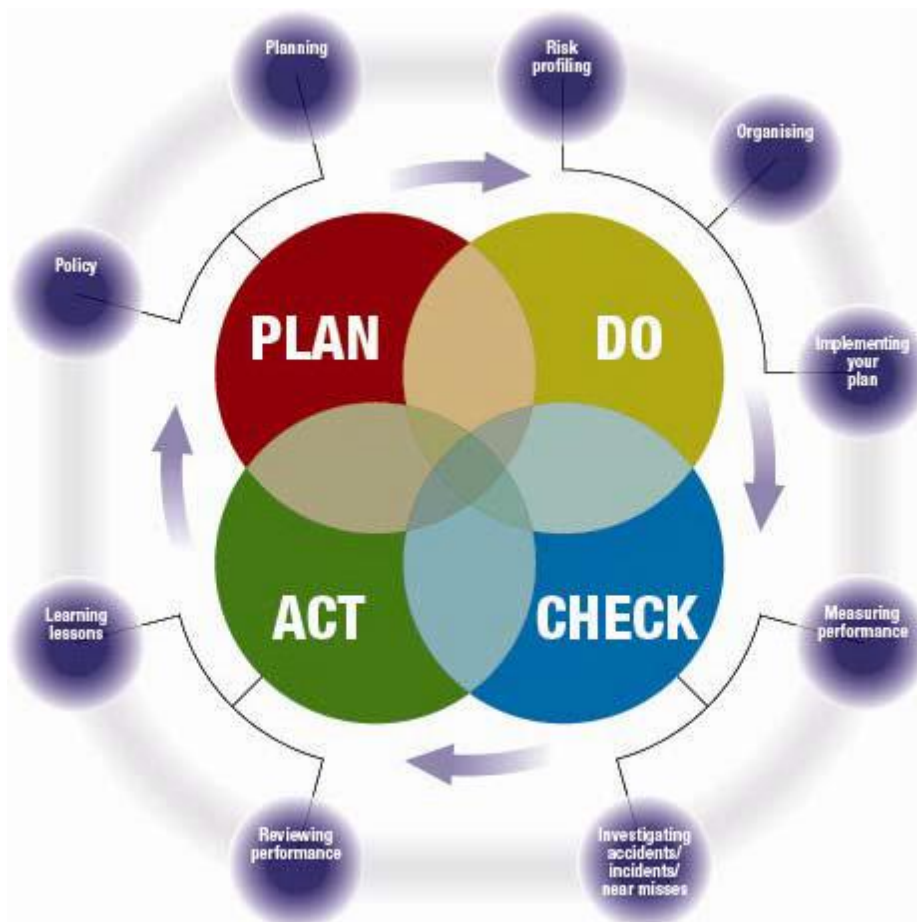 Planning
Risk
profiling
Organising
Policy
PLAN
DO
Implementing
your
plan
ACT
CHECK
Learning
lessons
Measuring
performance
Reviewing
performance
Investigating
accidents/
incidents/
near misses